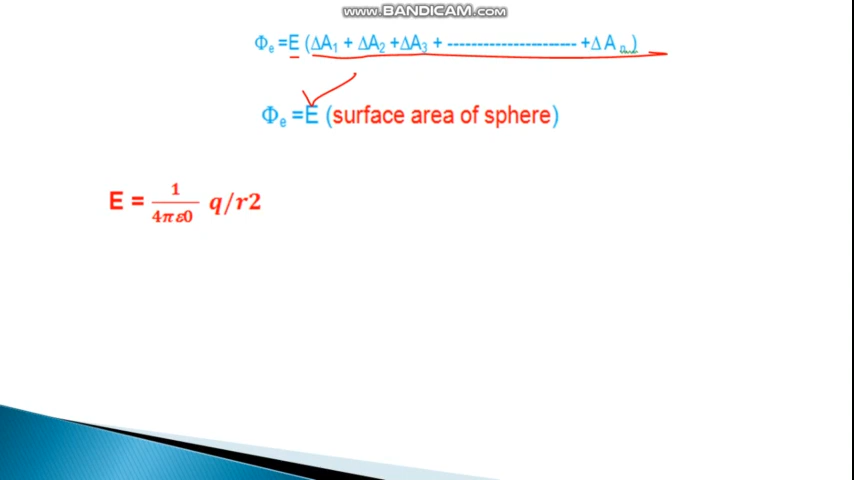 www.BANDICAM.com
Φₑ =E (ΔA₁ + ΔA₂ +ΔA₃ + ---------------------- +Δ A ₙ)
Φₑ =E (surface area of sphere)
E = 1/4πε0 q/r2